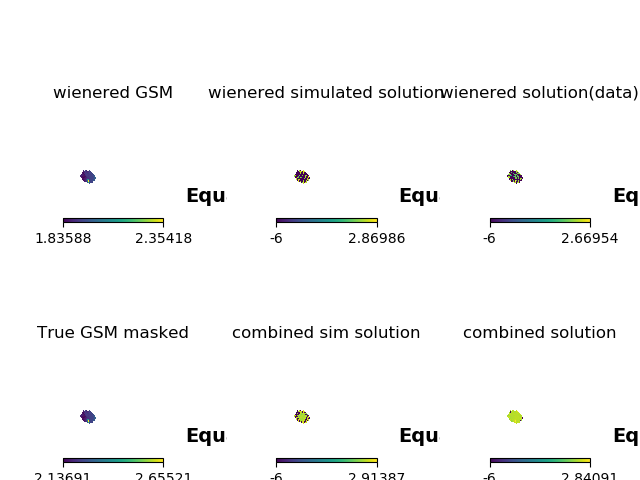 wienered GSM wienered simulated solution wienered solution(data)
Equ Equ Eq
1.83588 2.35418 -6 2.86986 -6 2.66954
True GSM masked combined sim solution combined solution
Equ Equ Eq
2.13691 2.65521 -6 2.91387 -6 2.84091